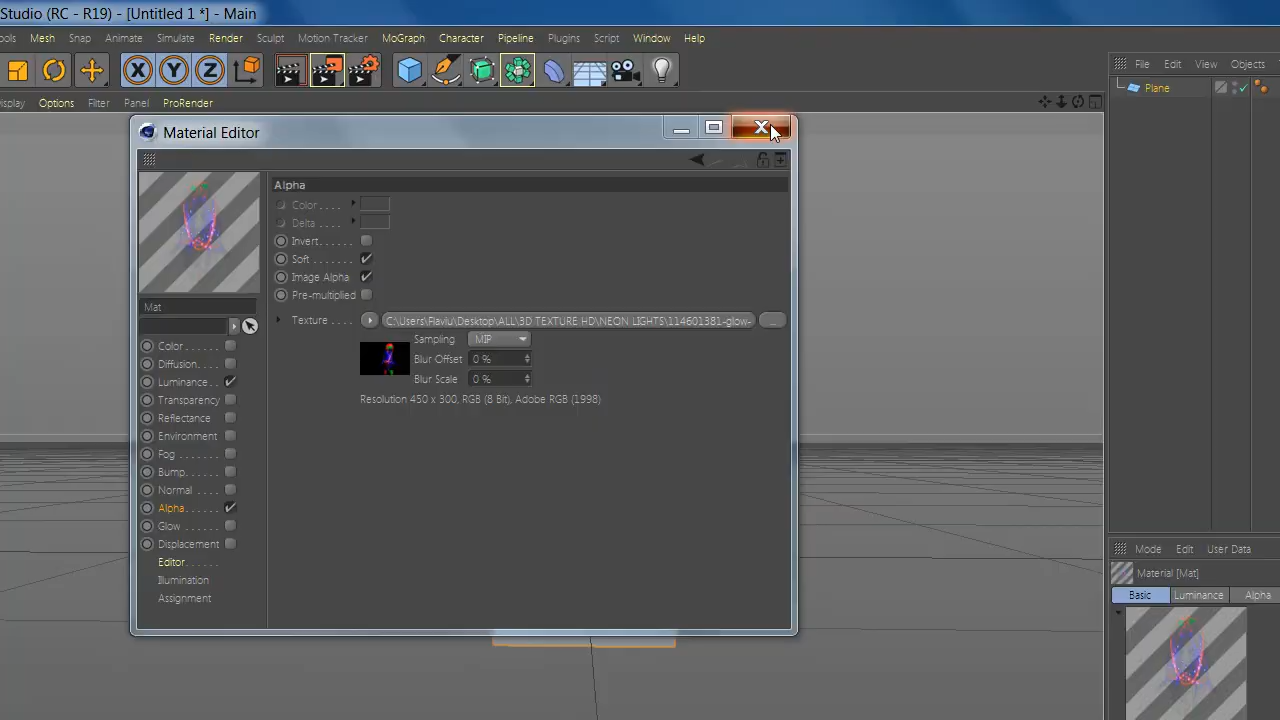 Studio (RC - R19) - [Untitled 1 *] - Main
ols Mesh Snap Animate Simulate Render Sculpt Motion Tracker MoGraph Character Pipeline Plugins Script Window Help
X Y Z
File Edit View Objects
isplay Options Filter Panel ProRender
Plane
Material Editor
Alpha
Color . . . .
Delta . . . .
Invert . . . . . .
Soft . . . . . . .
Image Alpha
Pre-multiplied
Mat
Texture . . . . C:\Users\Flaviu\Desktop\ALL\3D TEXTURE HD\NEON LIGHTS\114601381-glow- ...
Sampling MIP
Blur Offset 0 %
Blur Scale 0 %
Resolution 450 x 300, RGB (8 Bit), Adobe RGB (1998)
Color . . . . . .
Diffusion. . . . .
Luminance . .
Transparency
Reflectance
Environment
Fog . . . . . . . .
Bump. . . . . . .
Normal . . . .
Alpha. . . . . . .
Glow . . . . . .
Displacement
Editor. . . . . .
Illumination
Assignment
Mode Edit User Data
Material [Mat]
Basic Luminance Alpha